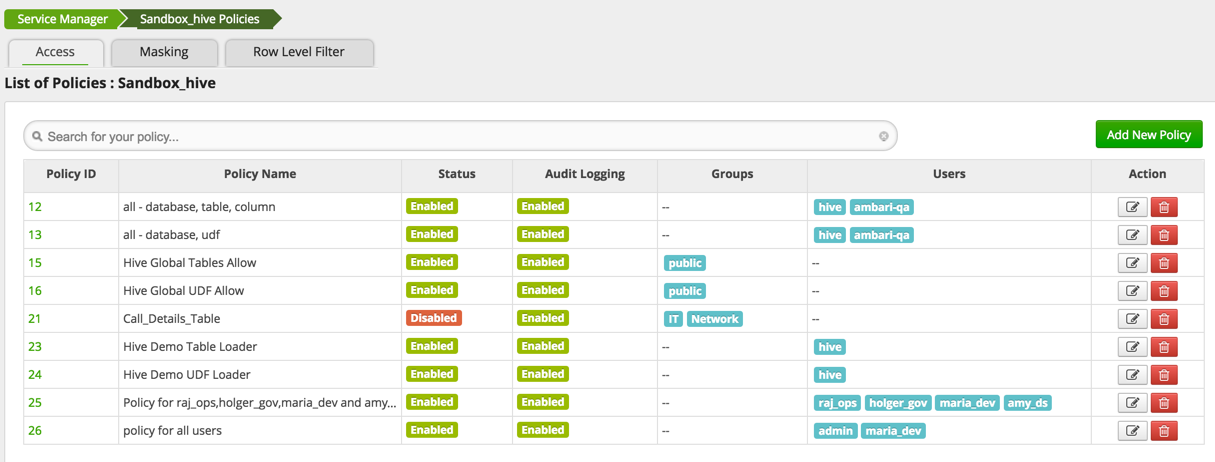 Service Manager Sandbox_hive Policies
Access Masking Row Level Filter
List of Policies : Sandbox_hive
Search for your policy... Add New Policy
Policy ID Policy Name Status Audit Logging Groups Users Action
12 all - database, table, column Enabled Enabled -- hive ambari-qa
13 all - database, udf Enabled Enabled -- hive ambari-qa
15 Hive Global Tables Allow Enabled Enabled public --
16 Hive Global UDF Allow Enabled Enabled public --
21 Call_Details_Table Disabled Enabled IT Network --
23 Hive Demo Table Loader Enabled Enabled -- hive
24 Hive Demo UDF Loader Enabled Enabled -- hive
25 Policy for raj_ops,holger_gov,maria_dev and amy... Enabled Enabled -- raj_ops holger_gov maria_dev amy_ds
26 policy for all users Enabled Enabled -- admin maria_dev